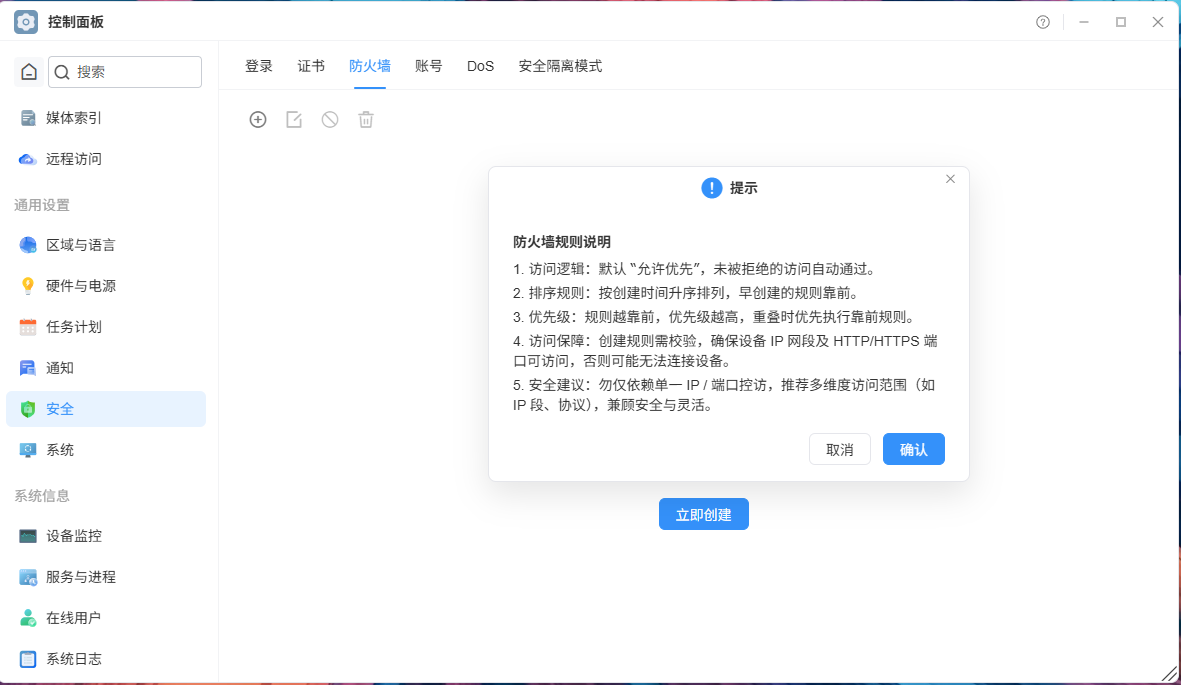 控制面板
搜索
媒体索引
远程访问
通用设置
区域与语言
硬件与电源
任务计划
通知
安全
系统
系统信息
设备监控
服务与进程
在线用户
系统日志
登录 证书 防火墙 账号 DoS 安全隔离模式
提示
防火墙规则说明
1. 访问逻辑：默认 “允许优先”，未被拒绝的访问自动通过。
2. 排序规则：按创建时间升序排列，早创建的规则靠前。
3. 优先级：规则越靠前，优先级越高，重叠时优先执行靠前规则。
4. 访问保障：创建规则需校验，确保设备 IP 网段及 HTTP/HTTPS 端
口可访问，否则可能无法连接设备。
5. 安全建议：勿仅依赖单一 IP / 端口控访，推荐多维度访问范围（如
IP 段、协议），兼顾安全与灵活。
取消 确认
立即创建